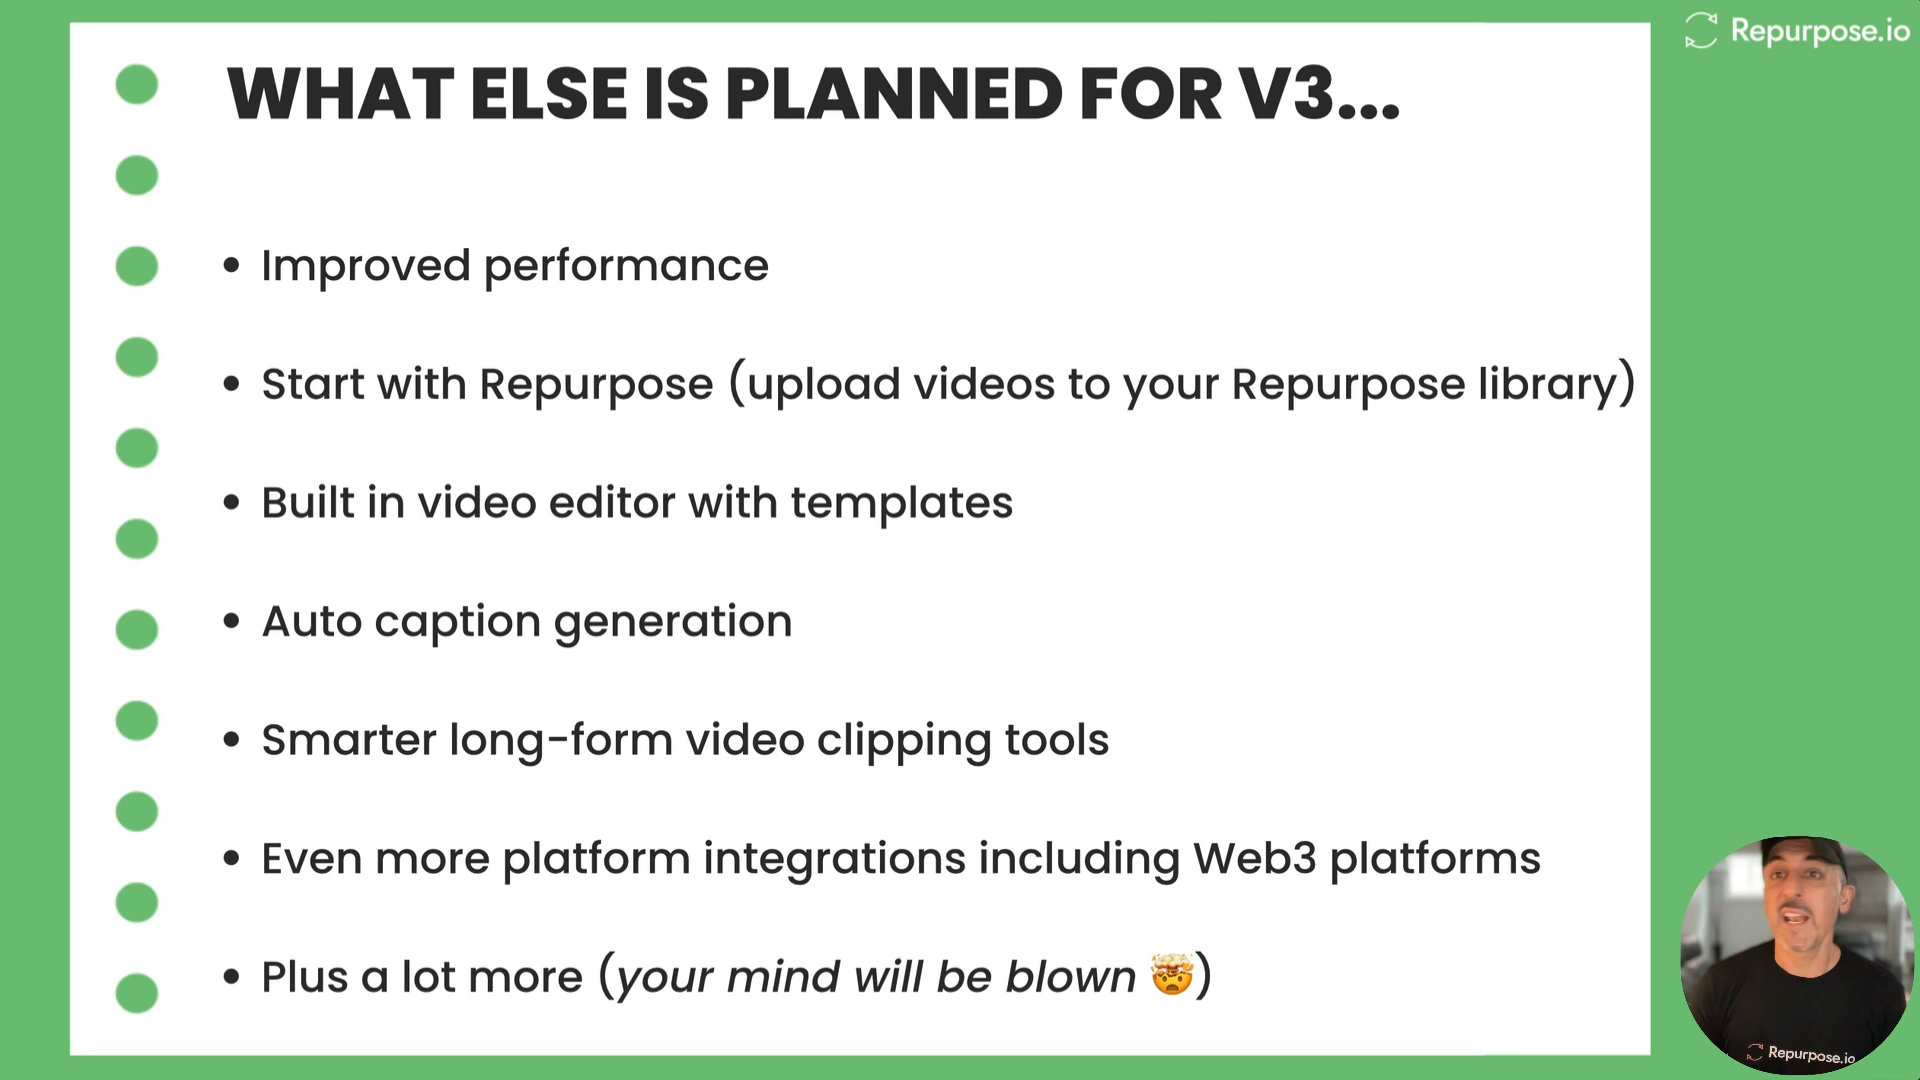 Repurpose.io
WHAT ELSE IS PLANNED FOR V3...
• Improved performance
• Start with Repurpose (upload videos to your Repurpose library)
• Built in video editor with templates
• Auto caption generation
• Smarter long-form video clipping tools
• Even more platform integrations including Web3 platforms
• Plus a lot more (your mind will be blown 🤯)
Repurpose.io